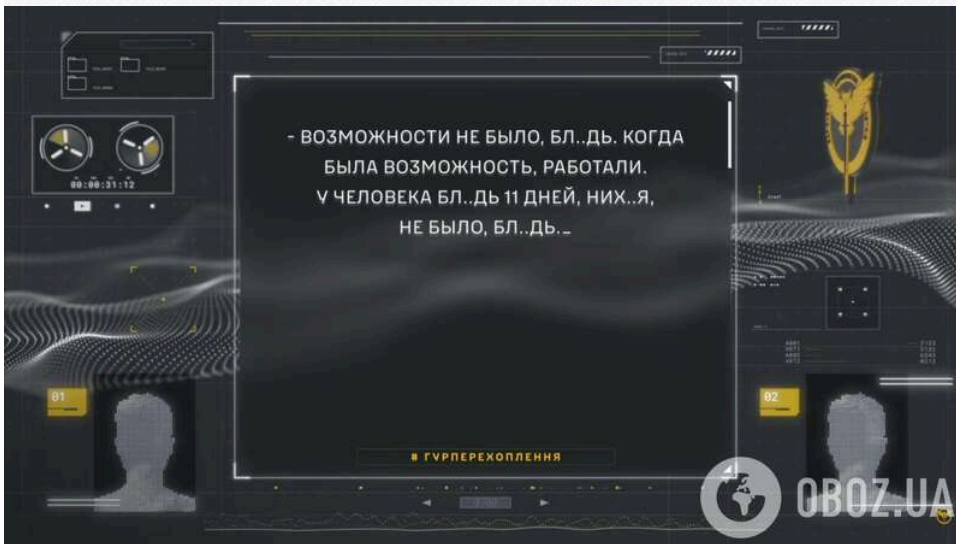 - ВОЗМОЖНОСТИ НЕ БЫЛО, БЛ..ДЬ. КОГДА
БЫЛА ВОЗМОЖНОСТЬ, РАБОТАЛИ.
У ЧЕЛОВЕКА БЛ..ДЬ 11 ДНЕЙ, НИХ..Я,
НЕ БЫЛО, БЛ..ДЬ._
00:00:31:12
01
02
# ГУРПЕРЕХОПЛЕННЯ
OBOZ.UA